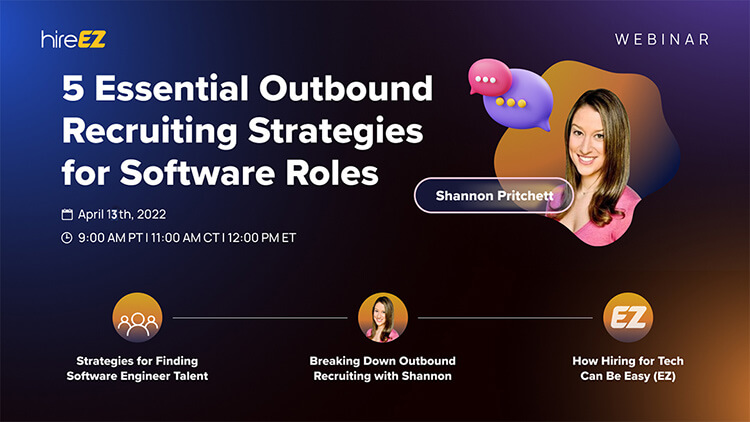 hireEZ
WEBINAR
5 Essential Outbound
Recruiting Strategies
for Software Roles
Shannon Pritchett
April 13th, 2022
9:00 AM PT I 11:00 AM CT I 12:00 PM ET
EZ
Strategies for Finding
Software Engineer Talent
Breaking Down Outbound
Recruiting with Shannon
How Hiring for Tech
Can Be Easy (EZ)